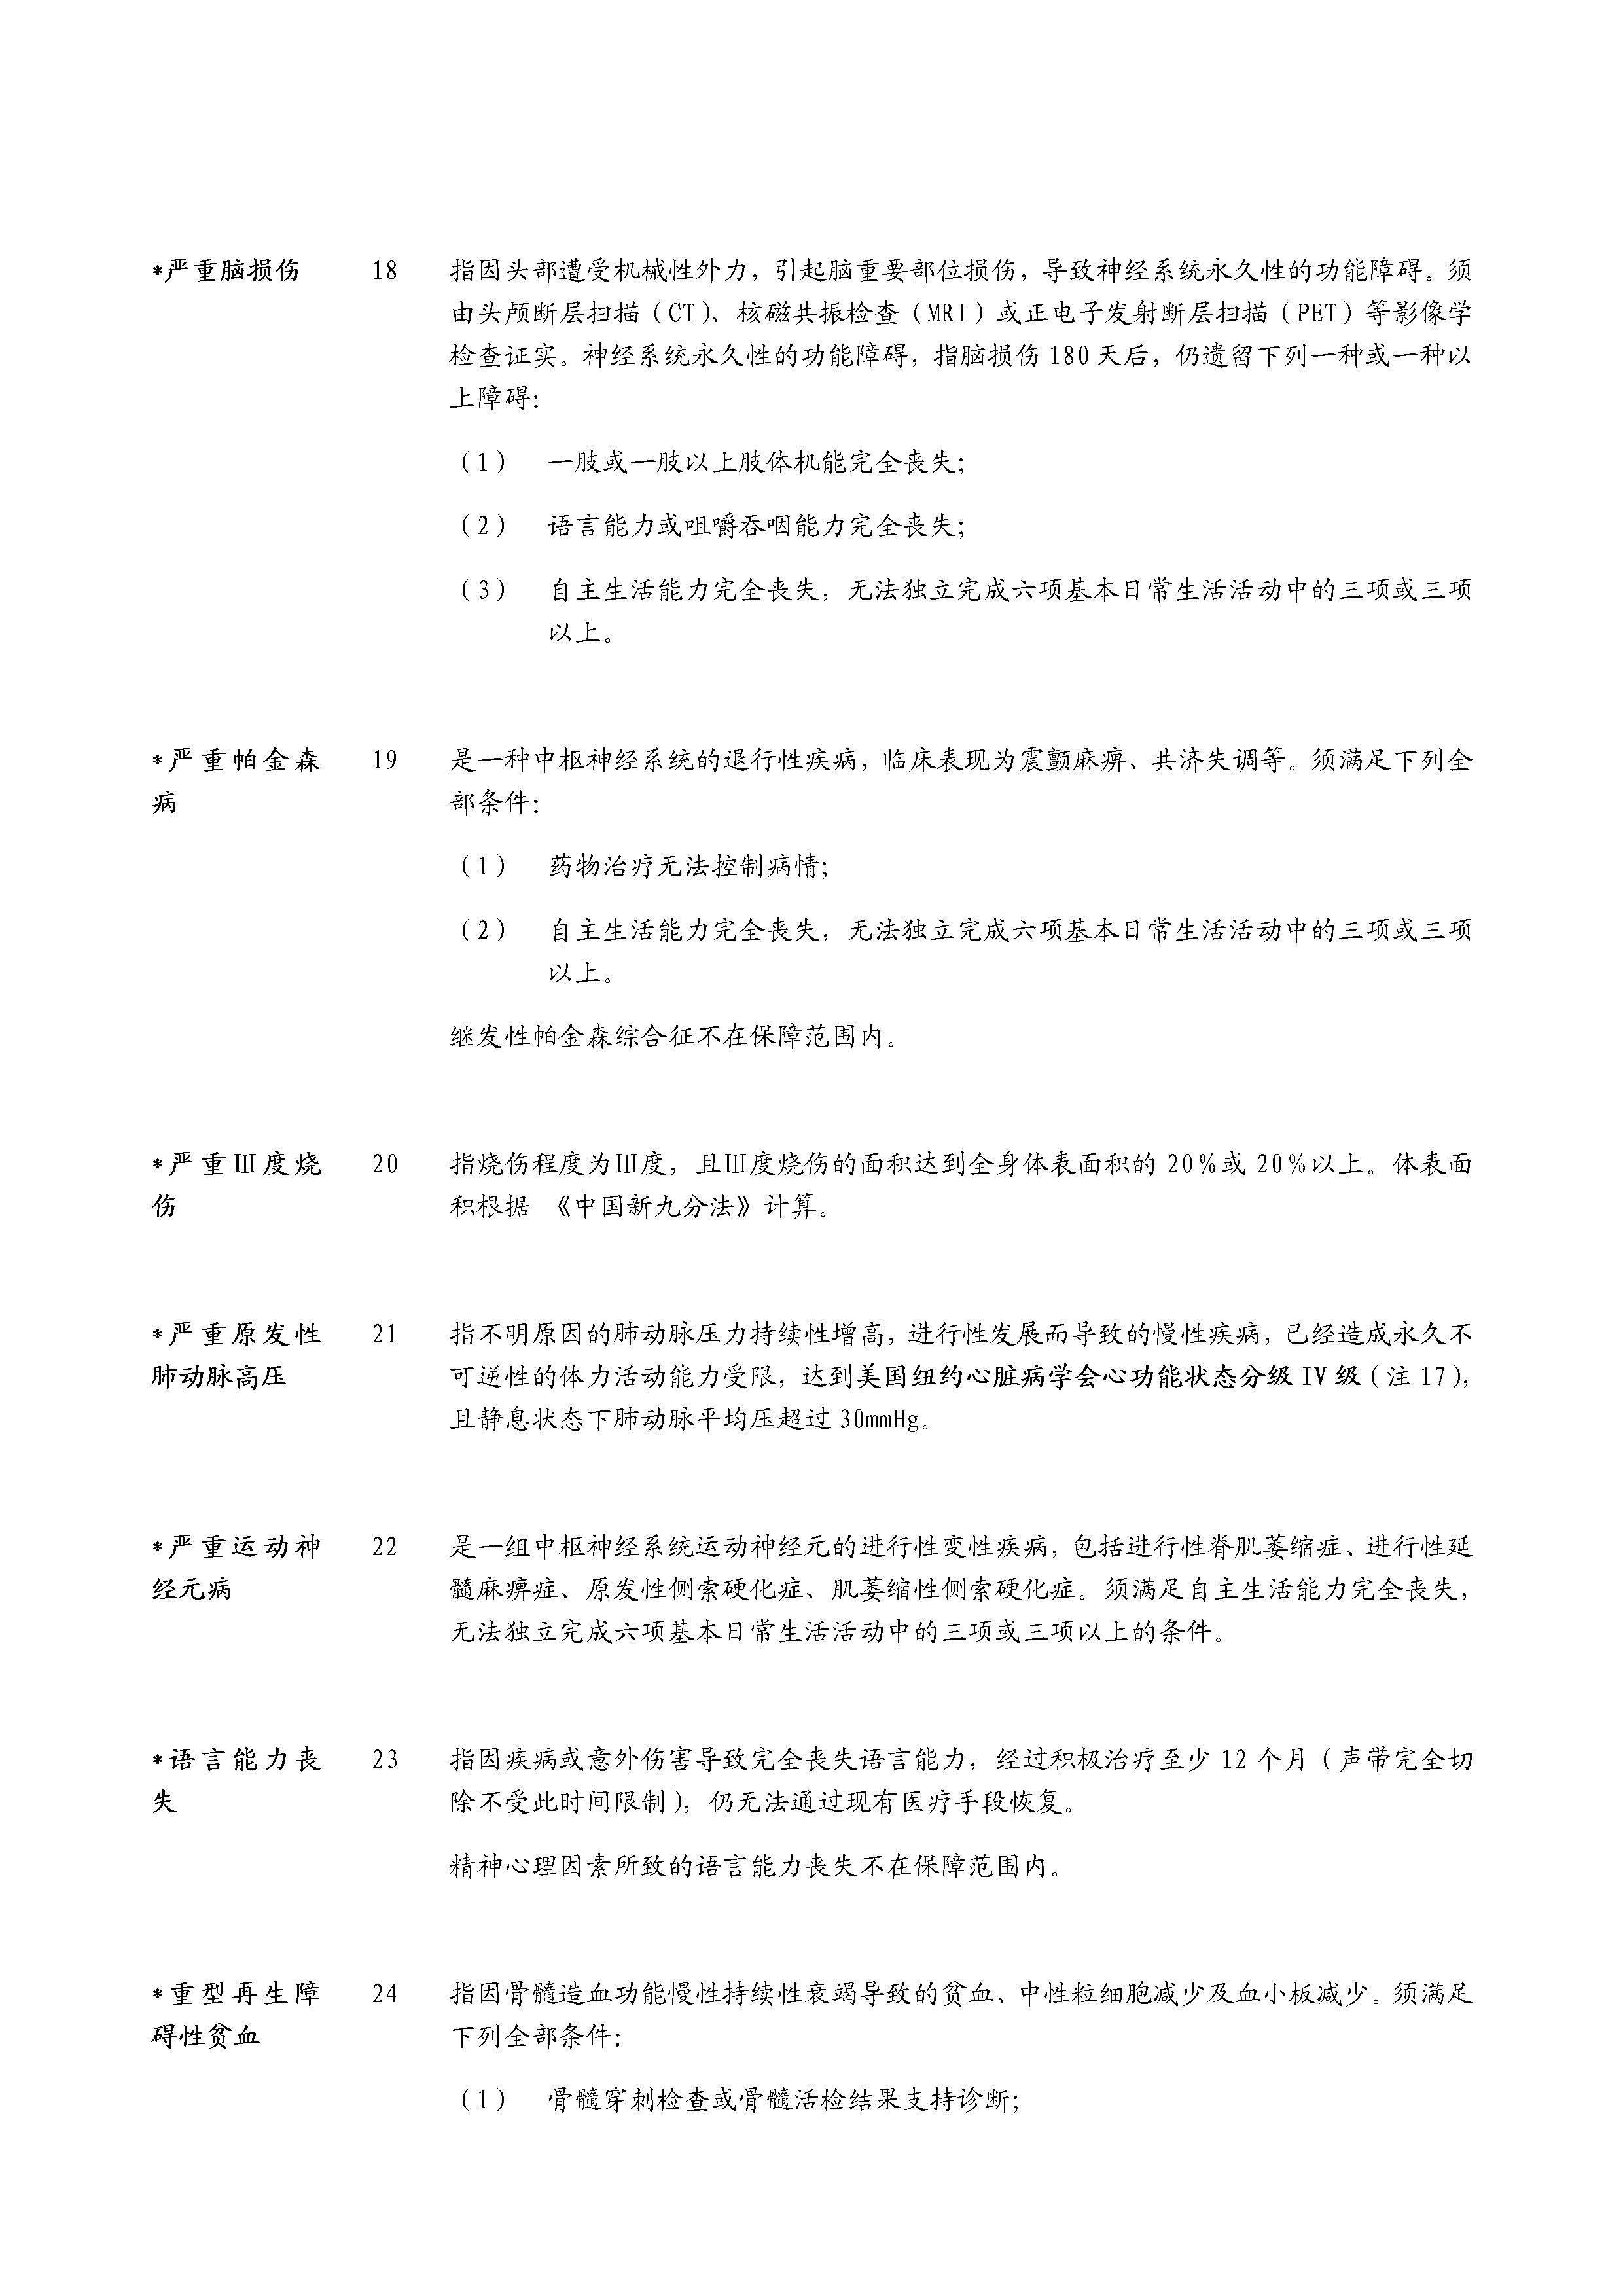 *严重脑损伤 18 指因头部遭受机械性外力，引起脑重要部位损伤，导致神经系统永久性的功能障碍。须
由头颅断层扫描（CT）、核磁共振检查（MRI）或正电子发射断层扫描（PET）等影像学
检查证实。神经系统永久性的功能障碍，指脑损伤 180 天后，仍遗留下列一种或一种以
上障碍：
（1） 一肢或一肢以上肢体机能完全丧失；
（2） 语言能力或咀嚼吞咽能力完全丧失；
（3） 自主生活能力完全丧失，无法独立完成六项基本日常生活活动中的三项或三项
以上。
*严重帕金森 19 是一种中枢神经系统的退行性疾病，临床表现为震颤麻痹、共济失调等。须满足下列全
病 部条件：
（1） 药物治疗无法控制病情；
（2） 自主生活能力完全丧失，无法独立完成六项基本日常生活活动中的三项或三项
以上。
继发性帕金森综合征不在保障范围内。
*严重Ⅲ度烧 20 指烧伤程度为Ⅲ度，且Ⅲ度烧伤的面积达到全身体表面积的 20%或 20%以上。体表面
伤 积根据 《中国新九分法》计算。
*严重原发性 21 指不明原因的肺动脉压力持续性增高，进行性发展而导致的慢性疾病，已经造成永久不
肺动脉高压 可逆性的体力活动能力受限，达到美国纽约心脏病学会心功能状态分级 IV 级（注 17），
且静息状态下肺动脉平均压超过 30mmHg。
*严重运动神 22 是一组中枢神经系统运动神经元的进行性变性疾病，包括进行性脊肌萎缩症、进行性延
经元病 髓麻痹症、原发性侧索硬化症、肌萎缩性侧索硬化症。须满足自主生活能力完全丧失，
无法独立完成六项基本日常生活活动中的三项或三项以上的条件。
*语言能力丧 23 指因疾病或意外伤害导致完全丧失语言能力，经过积极治疗至少 12 个月（声带完全切
失 除不受此时间限制），仍无法通过现有医疗手段恢复。
精神心理因素所致的语言能力丧失不在保障范围内。
*重型再生障 24 指因骨髓造血功能慢性持续性衰竭导致的贫血、中性粒细胞减少及血小板减少。须满足
碍性贫血 下列全部条件：
（1） 骨髓穿刺检查或骨髓活检结果支持诊断；